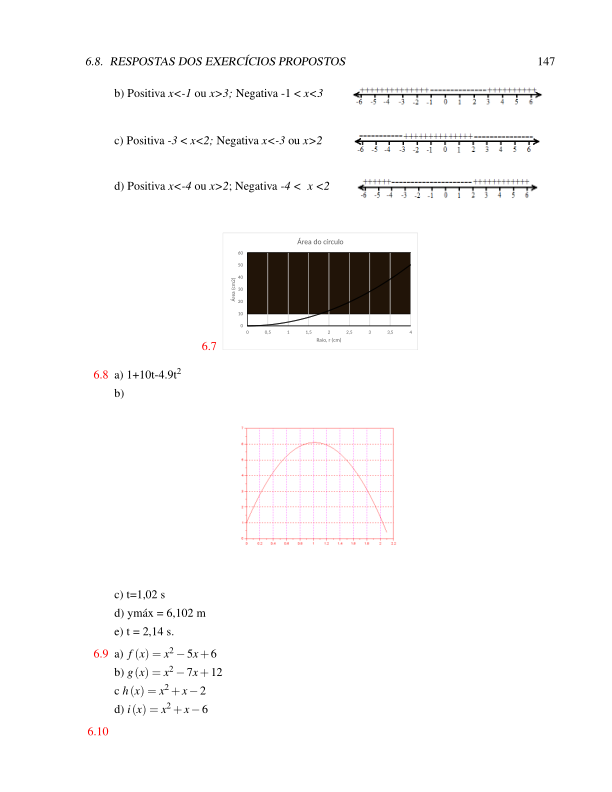 6.8. RESPOSTAS DOS EXERCÍCIOS PROPOSTOS 147
b) Positiva x<-1 ou x>3; Negativa -1 < x<3
-6 -5 -4 -3 -2 -1 0 1 2 3 4 5 6
c) Positiva -3 < x<2; Negativa x<-3 ou x>2
-6 -5 -4 -3 -2 -1 0 1 2 3 4 5 6
d) Positiva x<-4 ou x>2; Negativa -4 < x <2
-6 -5 -4 -3 -2 -1 0 1 2 3 4 5 6
Área do círculo
60
50
40
30
20
10
0
Área (cm2)
0 0,5 1 1,5 2 2,5 3 3,5 4
Raio, r (cm)
6.7
6.8 a) 1+10t-4.9t²
b)
7
6
5
4
3
2
1
0
0 0.2 0.4 0.6 0.8 1 1.2 1.4 1.6 1.8 2 2.2
c) t=1,02 s
d) ymáx = 6,102 m
e) t = 2,14 s.
6.9 a) f (x) = x² − 5x + 6
b) g (x) = x² − 7x + 12
c h (x) = x² + x − 2
d) i (x) = x² + x − 6
6.10